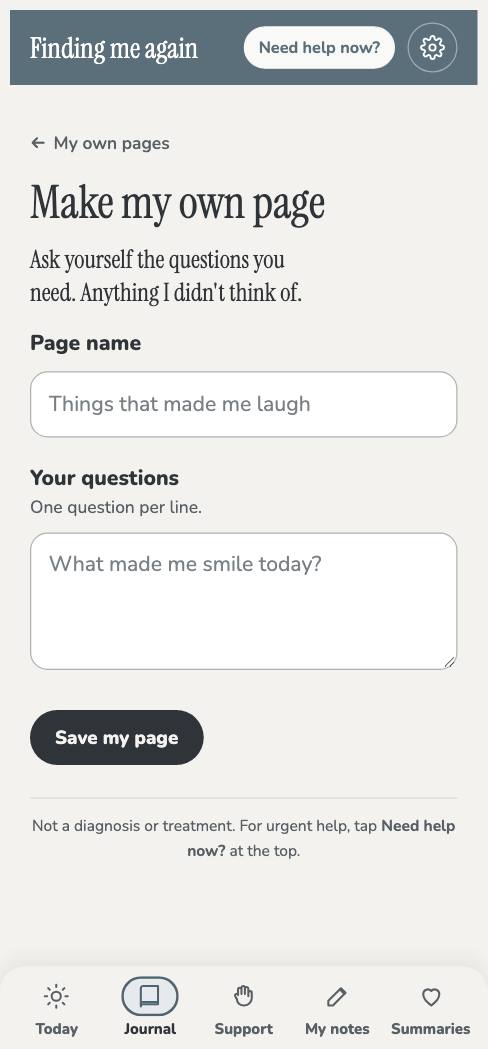 Finding me again
Need help now?
← My own pages
Make my own page
Ask yourself the questions you
need. Anything I didn't think of.
Page name
Things that made me laugh
Your questions
One question per line.
What made me smile today?
Save my page
Not a diagnosis or treatment. For urgent help, tap Need help
now? at the top.
Today
Journal
Support
My notes
Summaries